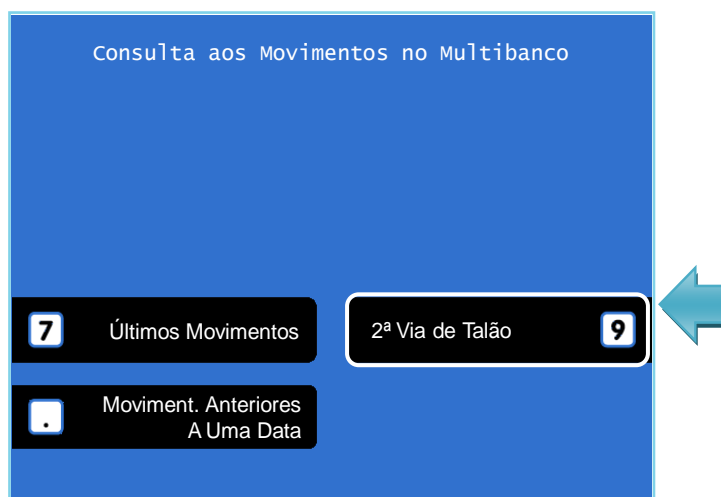 Consulta aos Movimentos no Multibanco
7 Últimos Movimentos
2ª Via de Talão 9
. Moviment. Anteriores
A Uma Data